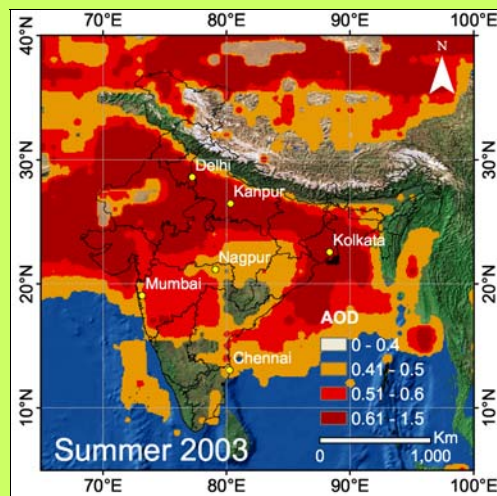 70°E 80°E 90°E 100°E
40°N
N
30°N
Delhi
Kanpur
Kolkata
Nagpur
20°N
Mumbai
AOD
0 - 0.4
0.41 - 0.5
Chennai
0.51 - 0.6
0.61 - 1.5
10°N
Km
Summer 2003
0 1,000
70°E 80°E 90°E 100°E